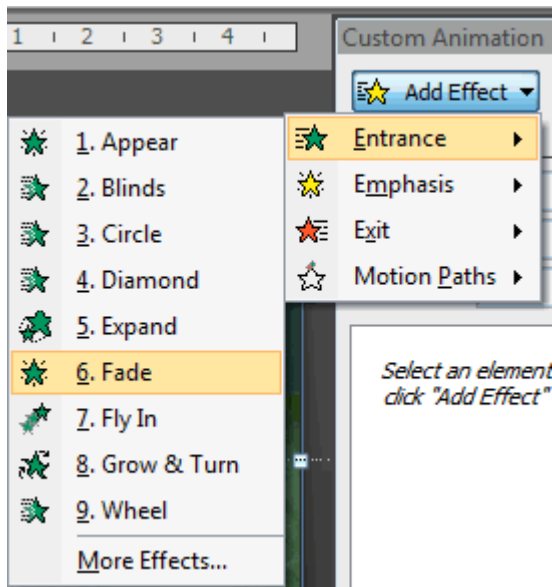 1 2 3 4
Custom Animation
Add Effect
Entrance
Emphasis
Exit
Motion Paths
1. Appear
2. Blinds
3. Circle
4. Diamond
5. Expand
6. Fade
7. Fly In
8. Grow & Turn
9. Wheel
More Effects...
Select an element
click "Add Effect"